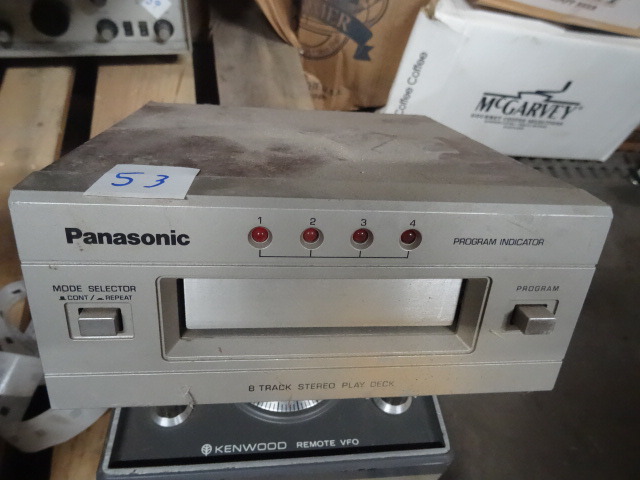 Coffee Coffee
McGARVEY
53
1 2 3 4
Panasonic
PROGRAM INDICATOR
MODE SELECTOR
CONT / REPEAT
PROGRAM
8 TRACK STEREO PLAY DECK
KENWOOD REMOTE VFO